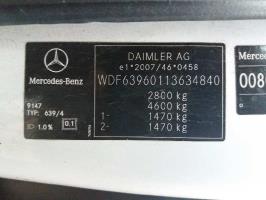 DAIMLER AG
e1*2007/46*0458
Mercedes-Benz
WDF63960113634840
2800 kg
4600 kg
1- 1470 kg
2- 1470 kg
9147
TYP: 639/4
1.0 % 0.1
008